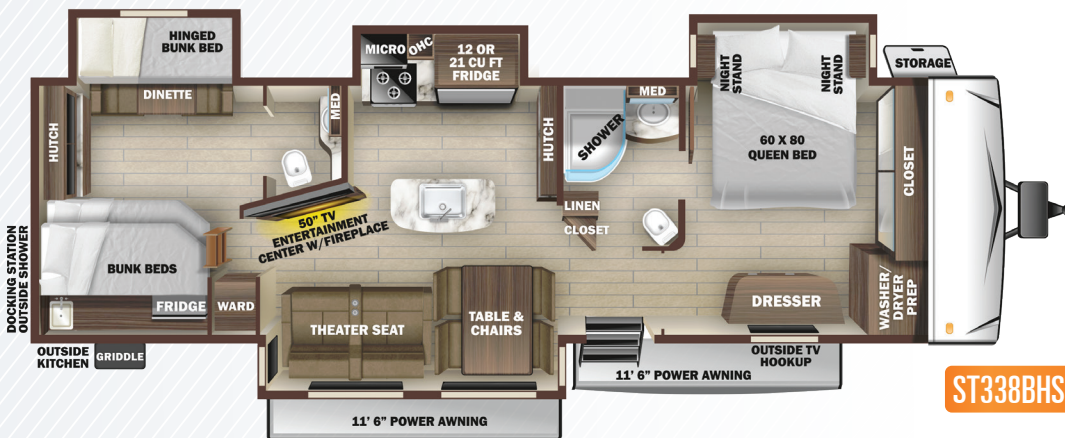 HINGED
BUNK BED
DINETTE
HUTCH
MED
MICRO
OHC
12 OR
21 CU FT
FRIDGE
HUTCH
SHOWER
MED
NIGHT
STAND
NIGHT
STAND
STORAGE
60 X 80
QUEEN BED
CLOSET
LINEN
CLOSET
50” TV
ENTERTAINMENT
CENTER W/FIREPLACE
DOCKING STATION
OUTSIDE SHOWER
BUNK BEDS
FRIDGE
WARD
THEATER SEAT
TABLE &
CHAIRS
DRESSER
WASHER/
DRYER
PREP
OUTSIDE
KITCHEN
GRIDDLE
OUTSIDE TV
HOOKUP
11’ 6” POWER AWNING
11’ 6” POWER AWNING
ST338BHS